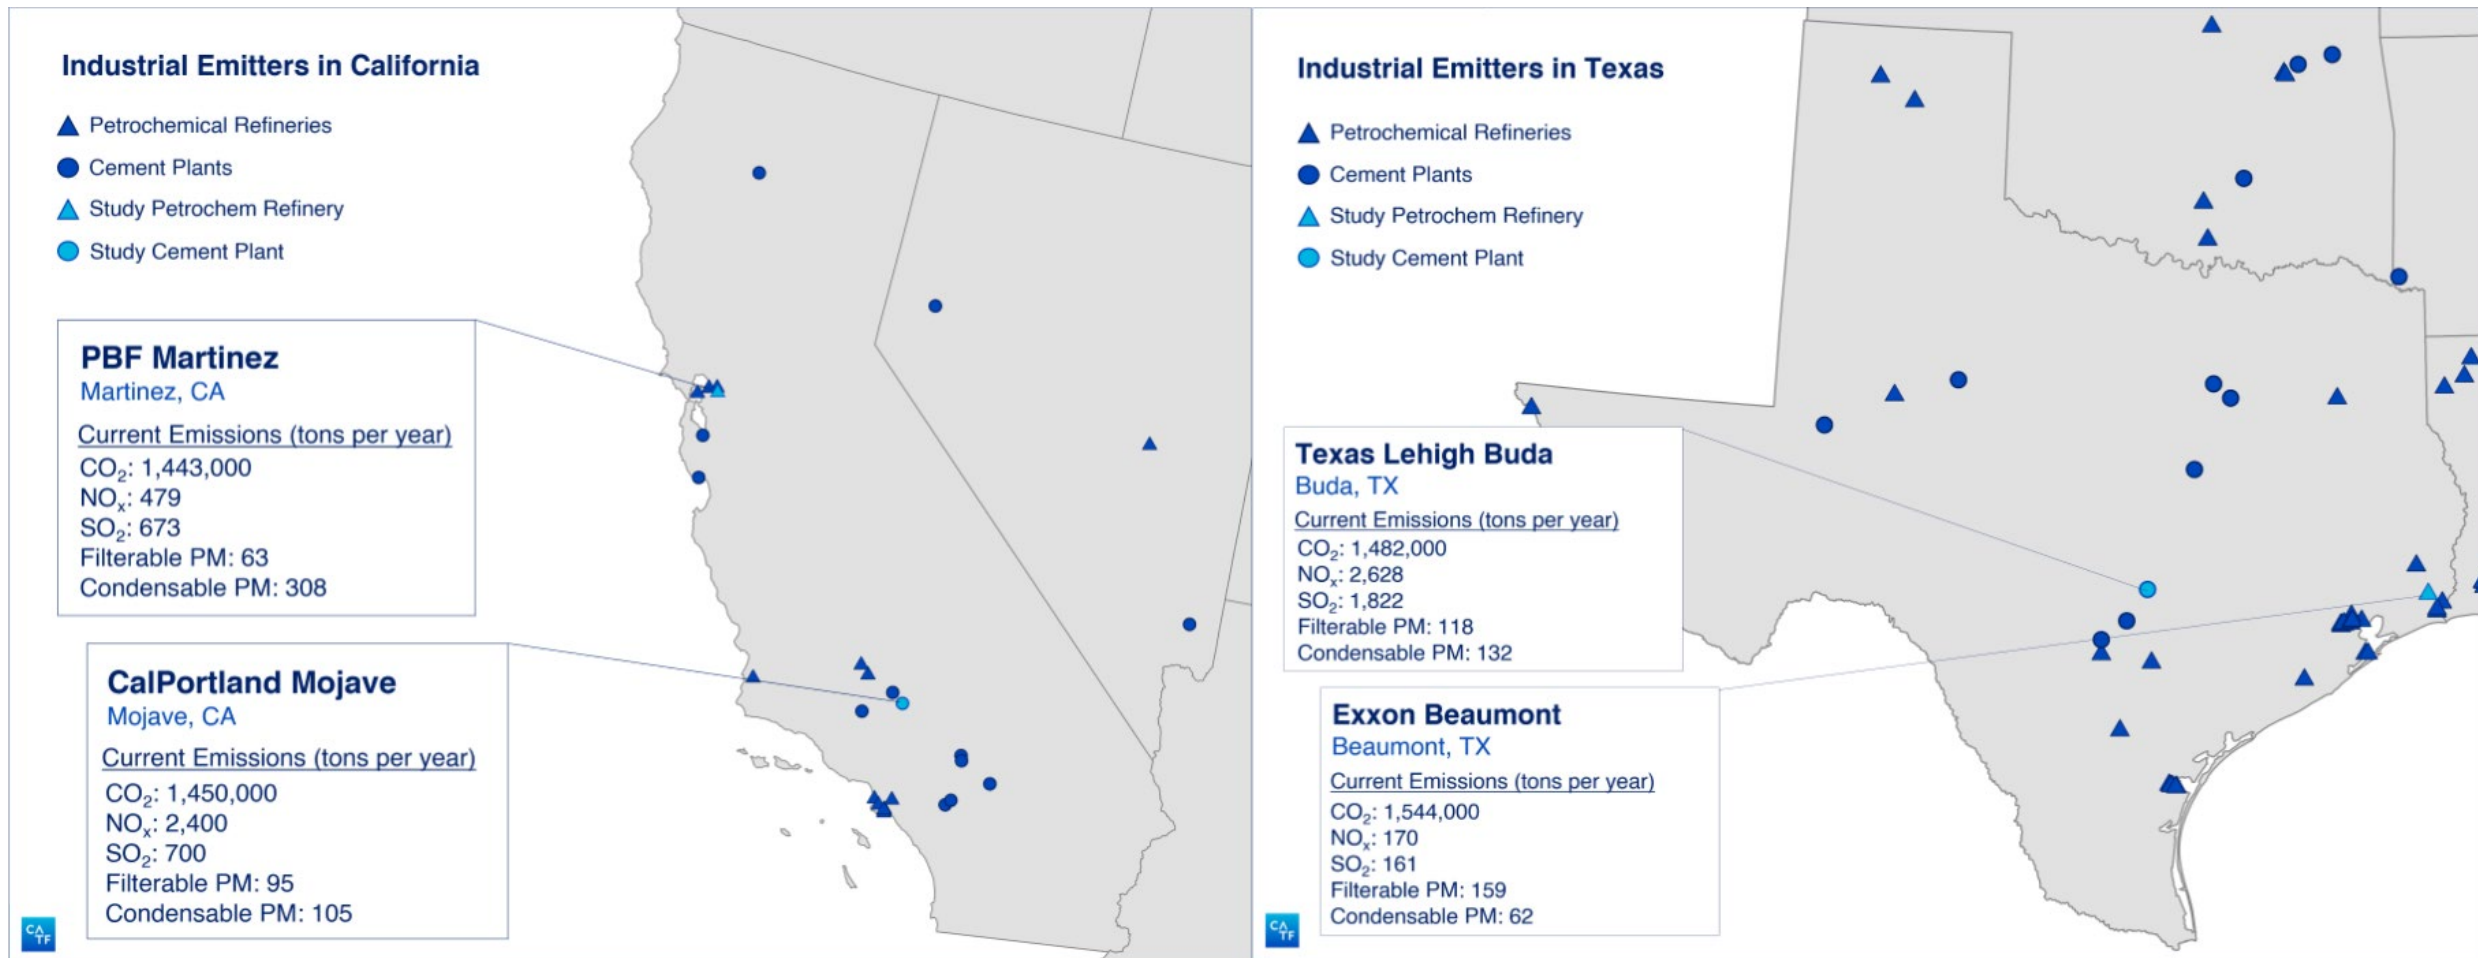 Industrial Emitters in California
Petrochemical Refineries
Cement Plants
Study Petrochem Refinery
Study Cement Plant
PBF Martinez
Martinez, CA
Current Emissions (tons per year)
CO₂: 1,443,000
NOₓ: 479
SO₂: 673
Filterable PM: 63
Condensable PM: 308
CalPortland Mojave
Mojave, CA
Current Emissions (tons per year)
CO₂: 1,450,000
NOₓ: 2,400
SO₂: 700
Filterable PM: 95
Condensable PM: 105
CATF
Industrial Emitters in Texas
Petrochemical Refineries
Cement Plants
Study Petrochem Refinery
Study Cement Plant
Texas Lehigh Buda
Buda, TX
Current Emissions (tons per year)
CO₂: 1,482,000
NOₓ: 2,628
SO₂: 1,822
Filterable PM: 118
Condensable PM: 132
Exxon Beaumont
Beaumont, TX
Current Emissions (tons per year)
CO₂: 1,544,000
NOₓ: 170
SO₂: 161
Filterable PM: 159
Condensable PM: 62
CATF